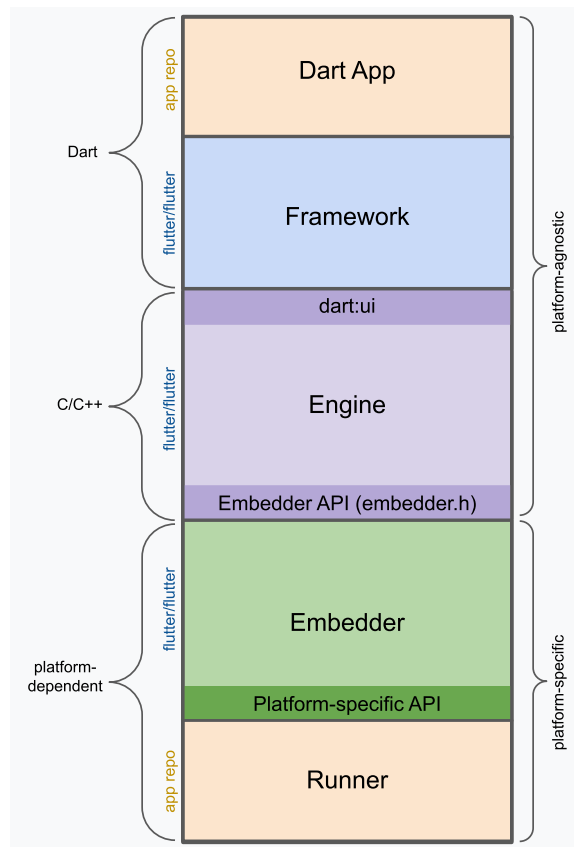 Dart App
app repo
Dart
Framework
flutter/flutter
platform-agnostic
dart:ui
Engine
flutter/flutter
C/C++
Embedder API (embedder.h)
Embedder
flutter/flutter
platform-
dependent
platform-specific
Platform-specific API
Runner
app repo